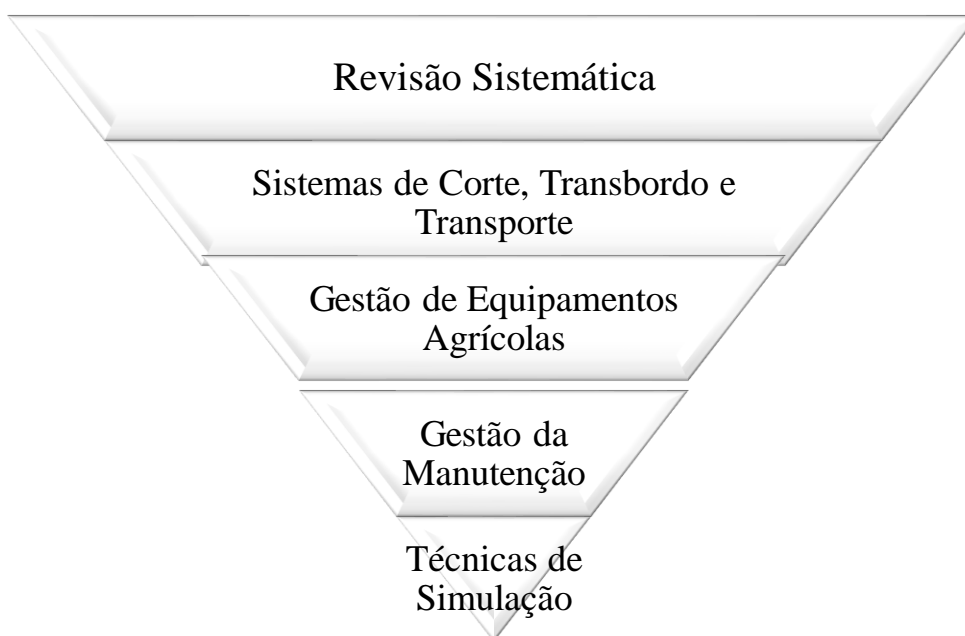 Revisão Sistemática
Sistemas de Corte, Transbordo e
Transporte
Gestão de Equipamentos
Agrícolas
Gestão da
Manutenção
Técnicas de
Simulação